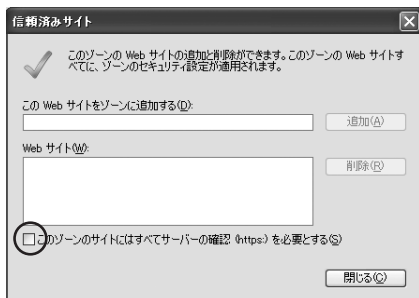 信頼済みサイト
このゾーンの Web サイトの追加と削除ができます。このゾーンの Web サイトす
べてに、ゾーンのセキュリティ設定が適用されます。
この Web サイトをゾーンに追加する(D):
追加(A)
Web サイト(W):
削除(R)
このゾーンのサイトにはすべてサーバーの確認 (https:) を必要とする(S)
閉じる(C)